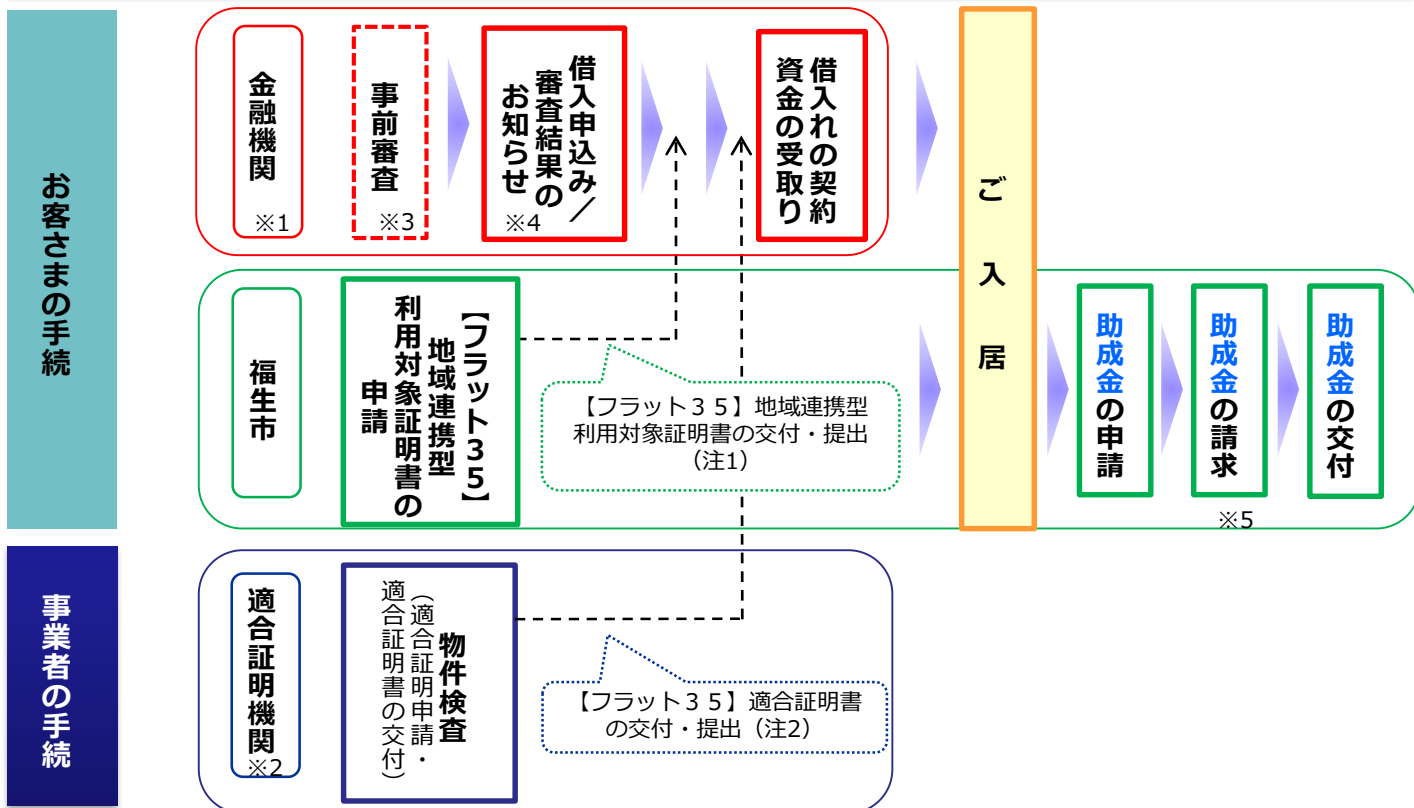 お客さまの手続
金融機関
※1
事前審査
※3
借入申込み／
審査結果の
お知らせ
※4
借入れの契約
資金の受取り
ご入居
福生市
【フラット３５】
地域連携型
利用対象証明書の
申請
【フラット３５】地域連携型
利用対象証明書の交付・提出
（注1）
助成金の申請
助成金の請求
※5
助成金の交付
事業者の手続
適合証明機関
※2
物件検査
（適合証明申請・
適合証明書の交付）
【フラット３５】適合証明書
の交付・提出（注2）